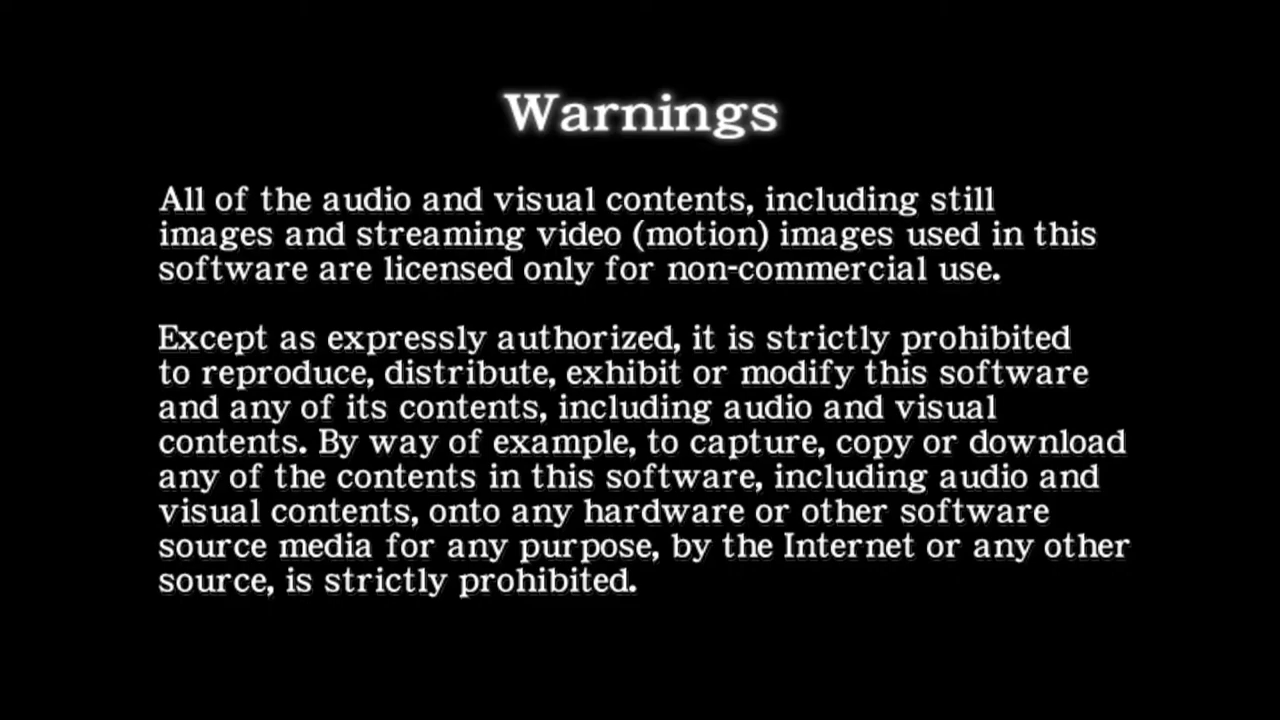 Warnings
All of the audio and visual contents, including still
images and streaming video (motion) images used in this
software are licensed only for non-commercial use.
Except as expressly authorized, it is strictly prohibited
to reproduce, distribute, exhibit or modify this software
and any of its contents, including audio and visual
contents. By way of example, to capture, copy or download
any of the contents in this software, including audio and
visual contents, onto any hardware or other software
source media for any purpose, by the Internet or any other
source, is strictly prohibited.